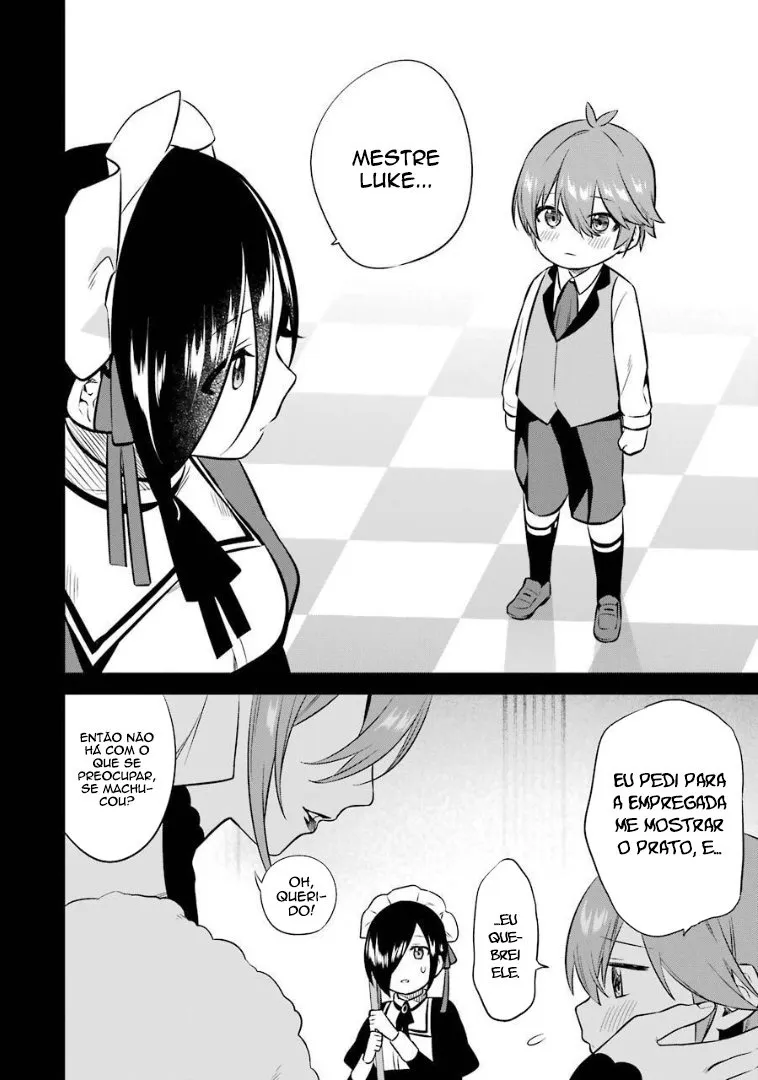 MESTRE
LUKE...
EU PEDI PARA
A EMPREGADA
ME MOSTRAR
O PRATO, E...
...EU
QUE-
BREI
ELE.
OH,
QUERI-
DO!
ENTÃO NÃO
HÁ COM O
QUE SE
PREOCUPAR,
SE MACHU-
COU?